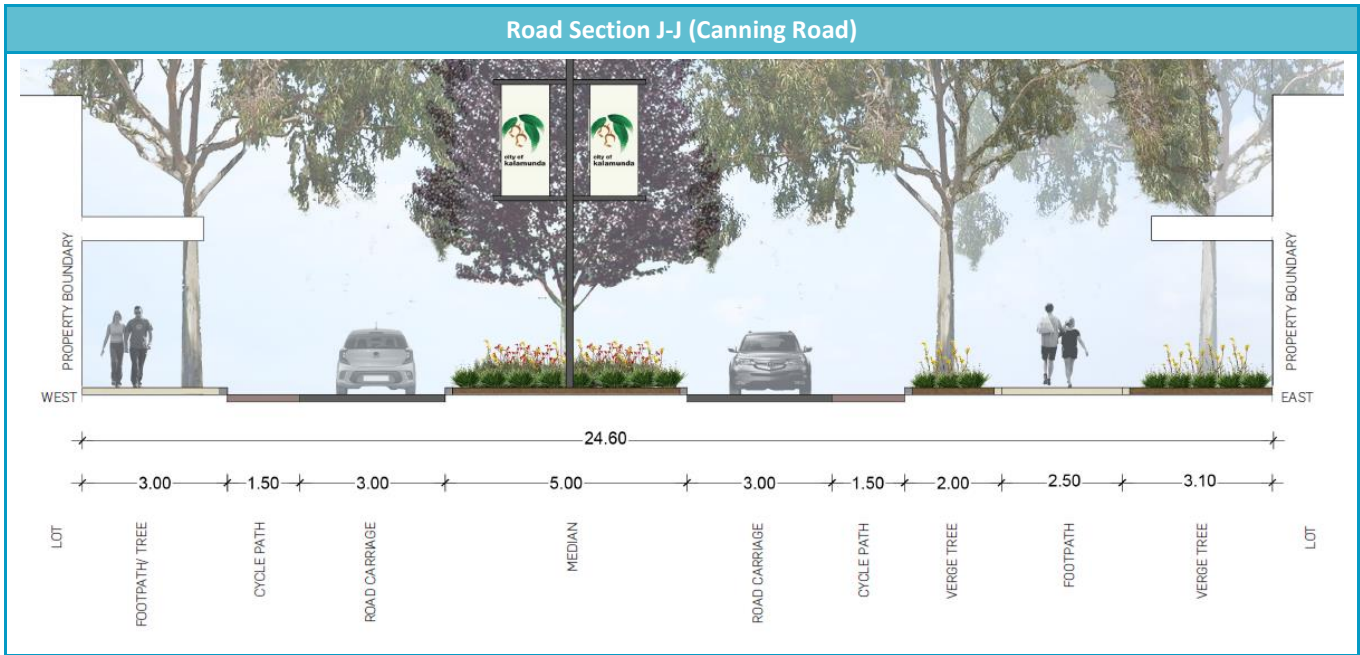 Road Section J-J (Canning Road)
city of
kalamunda
city of
kalamunda
PROPERTY BOUNDARY
PROPERTY BOUNDARY
WEST
EAST
24.60
3.00 1.50 3.00 5.00 3.00 1.50 2.00 2.50 3.10
LOT
FOOTPATH/ TREE
CYCLE PATH
ROAD CARRIAGE
MEDIAN
ROAD CARRIAGE
CYCLE PATH
VERGE TREE
FOOTPATH
VERGE TREE
LOT